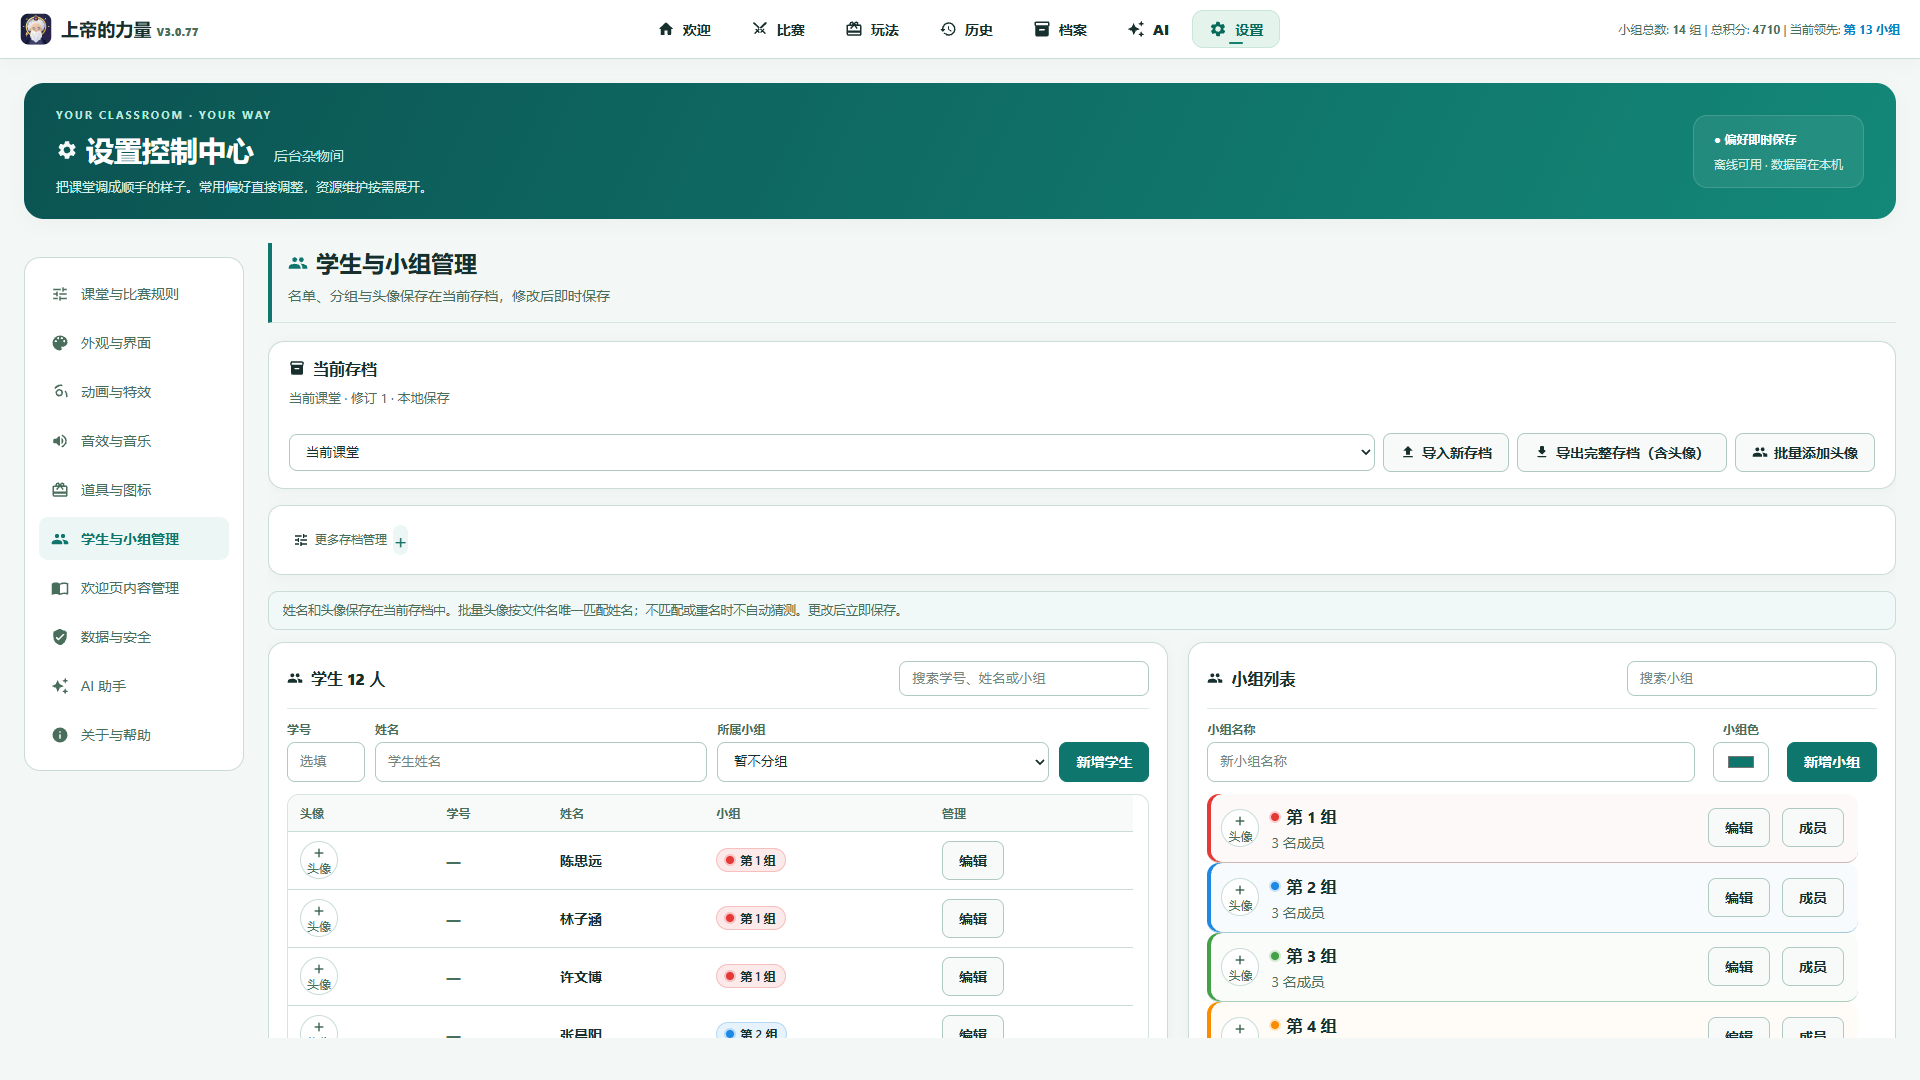 上帝的力量 V3.0.77
欢迎
比赛
玩法
历史
档案
AI
设置
小组总数: 14 组 | 总积分: 4710 | 当前领先: 第 13 小组
YOUR CLASSROOM · YOUR WAY
设置控制中心 后台杂物间
把课堂调成顺手的样子。常用偏好直接调整，资源维护按需展开。
● 偏好即时保存
离线可用 · 数据留在本机
课堂与比赛规则
外观与界面
动画与特效
音效与音乐
道具与图标
学生与小组管理
欢迎页内容管理
数据与安全
AI 助手
关于与帮助
学生与小组管理
名单、分组与头像保存在当前存档，修改后即时保存
当前存档
当前课堂 · 修订 1 · 本地保存
当前课堂
导入新存档
导出完整存档（含头像）
批量添加头像
更多存档管理 +
姓名和头像保存在当前存档中。批量头像按文件名唯一匹配姓名；不匹配或重名时不自动猜测。更改后立即保存。
学生 12 人
搜索学号、姓名或小组
学号 姓名 所属小组
选填 学生姓名 暂不分组 新增学生
头像 学号 姓名 小组 管理
+ 头像 — 陈思远 第 1 组 编辑
+ 头像 — 林子涵 第 1 组 编辑
+ 头像 — 许文博 第 1 组 编辑
+ — 张晨阳 第 2 组 编辑
小组列表
搜索小组
小组名称 小组色
新小组名称 新增小组
+ 头像 第 1 组 编辑 成员
3 名成员
+ 头像 第 2 组 编辑 成员
3 名成员
+ 头像 第 3 组 编辑 成员
3 名成员
+ 第 4 组 编辑 成员